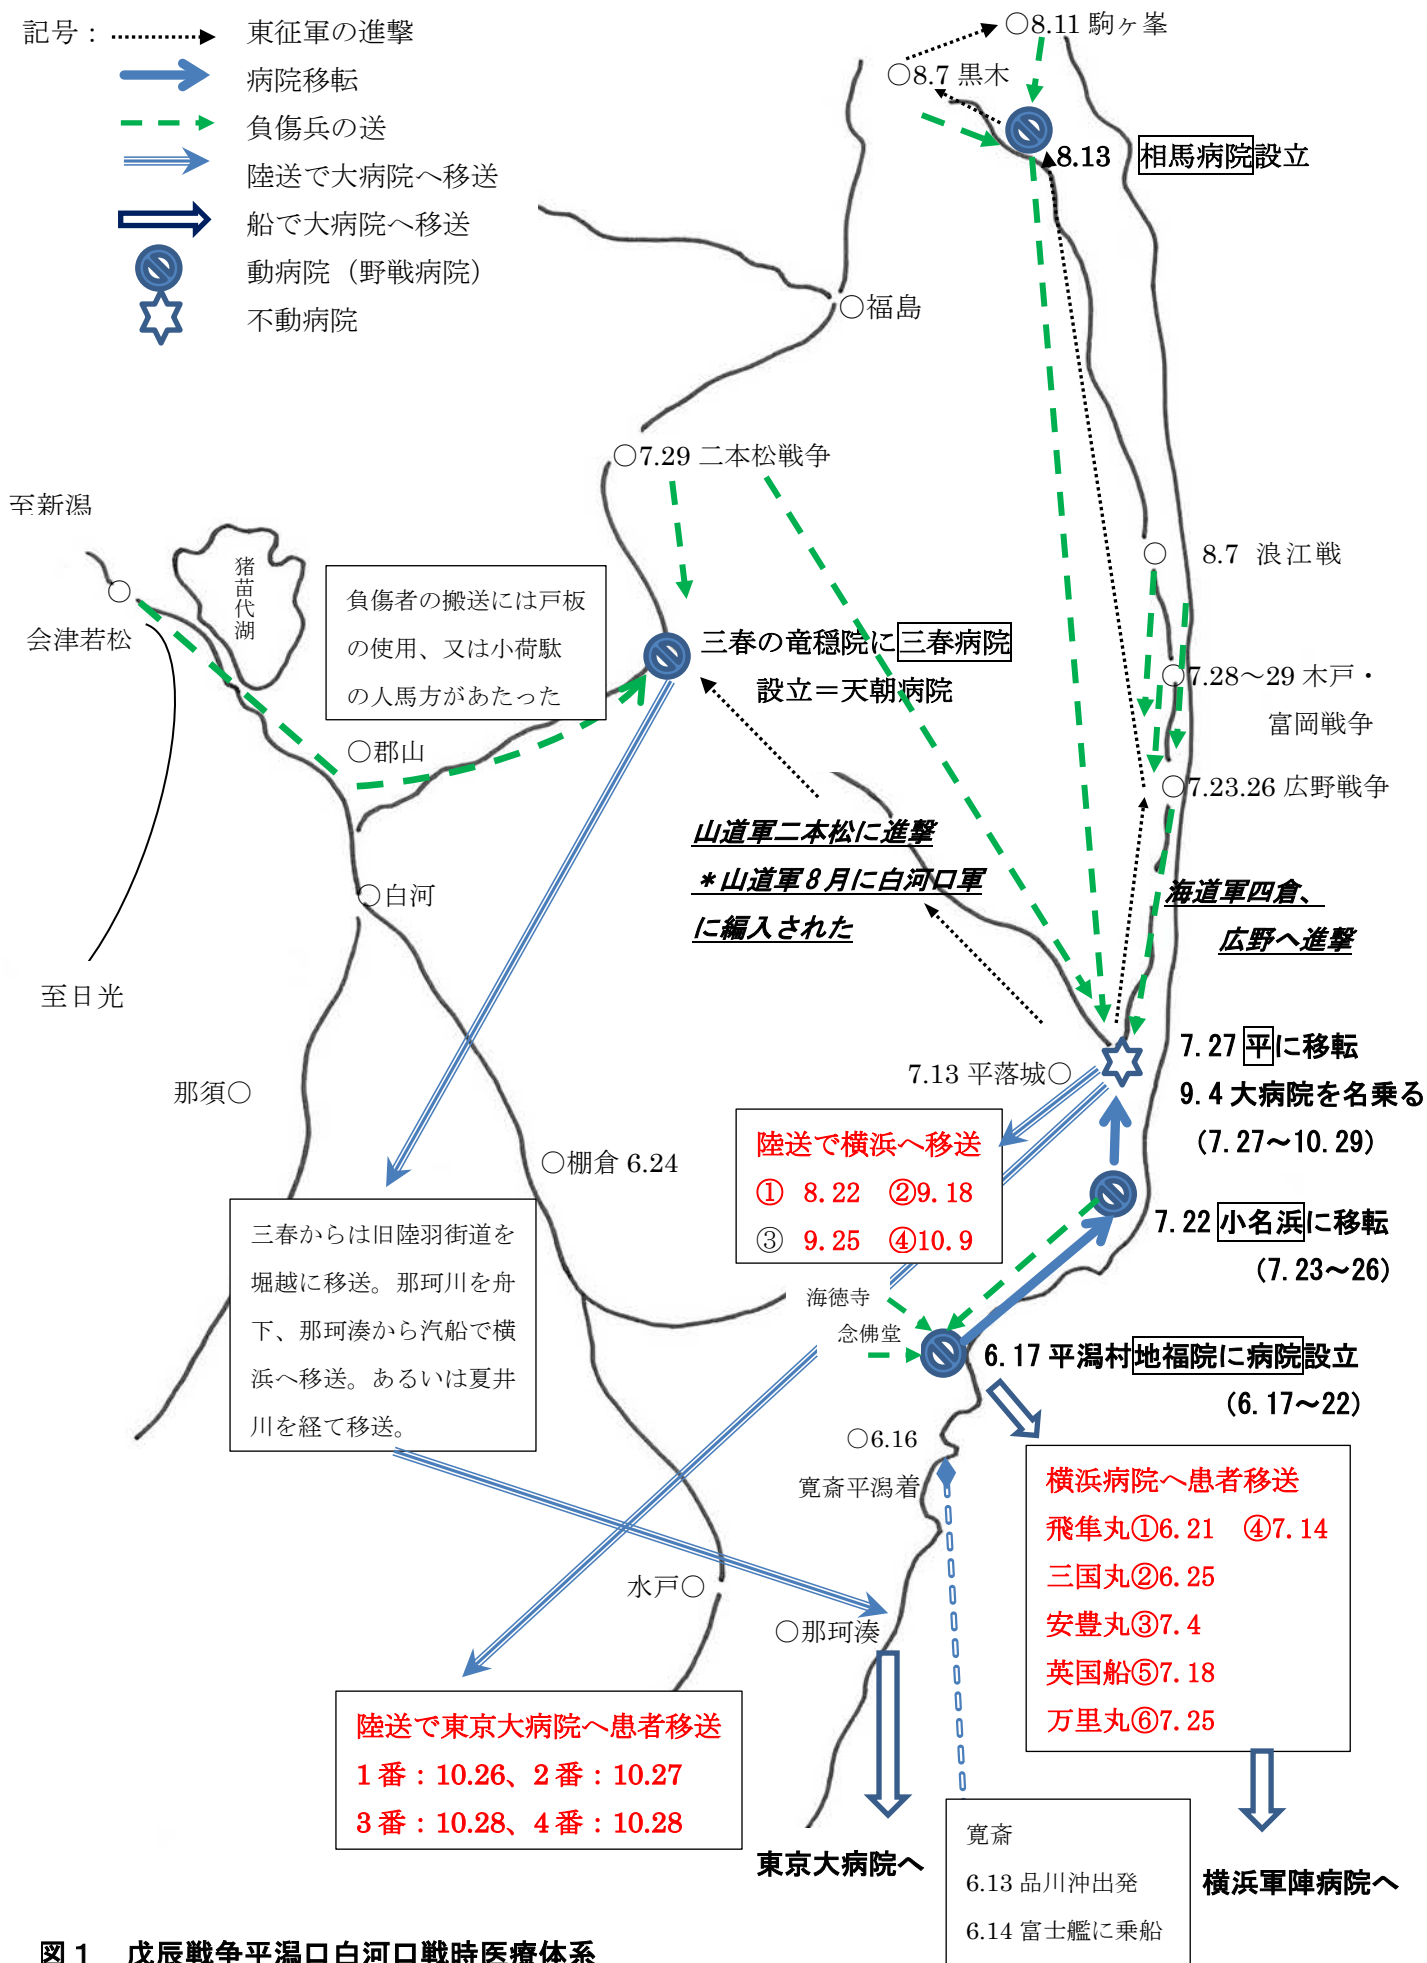 記号：
東征軍の進撃
病院移転
負傷兵の送
陸送で大病院へ移送
船で大病院へ移送
動病院（野戦病院）
不動病院
○8.11 駒ヶ峯
○8.7 黒木
8.13 相馬病院設立
○福島
○7.29 二本松戦争
至新潟
猪苗代湖
○
会津若松
負傷者の搬送には戸板
の使用、又は小荷駄
の人馬方があたった
三春の竜穏院に三春病院
設立＝天朝病院
○ 8.7 浪江戦
○7.28～29 木戸・
富岡戦争
○7.23.26 広野戦争
○郡山
山道軍二本松に進撃
＊山道軍８月に白河口軍
に編入された
海道軍四倉、
広野へ進撃
○白河
至日光
那須○
7.13 平落城○
7.27 平に移転
9.4 大病院を名乗る
（7.27～10.29）
陸送で横浜へ移送
① 8.22 ②9.18
③ 9.25 ④10.9
○棚倉 6.24
7.22 小名浜に移転
（7.23～26）
三春からは旧陸羽街道を
堀越に移送。那珂川を舟
下、那珂湊から汽船で横
浜へ移送。あるいは夏井
川を経て移送。
海徳寺
念佛堂
6.17 平潟村地福院に病院設立
（6.17～22）
○6.16
寛斎平潟着
横浜病院へ患者移送
飛隼丸①6.21 ④7.14
三国丸②6.25
安豊丸③7.4
英国船⑤7.18
万里丸⑥7.25
水戸○
○那珂湊
陸送で東京大病院へ患者移送
1 番：10.26、2 番：10.27
3 番：10.28、4 番：10.28
東京大病院へ
寛斎
6.13 品川沖出発
6.14 富士艦に乗船
横浜軍陣病院へ
図１　戊辰戦争平潟口白河口戦時医療体系